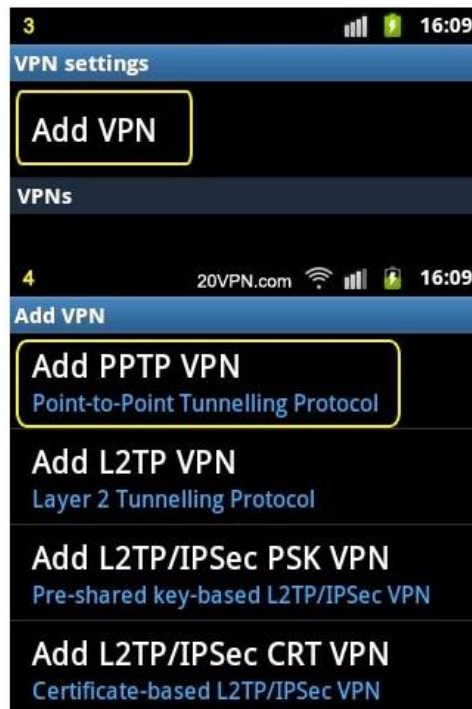 3 16:09
VPN settings
Add VPN
VPNs
4 20VPN.com 16:09
Add VPN
Add PPTP VPN
Point-to-Point Tunnelling Protocol
Add L2TP VPN
Layer 2 Tunnelling Protocol
Add L2TP/IPSec PSK VPN
Pre-shared key-based L2TP/IPSec VPN
Add L2TP/IPSec CRT VPN
Certificate-based L2TP/IPSec VPN